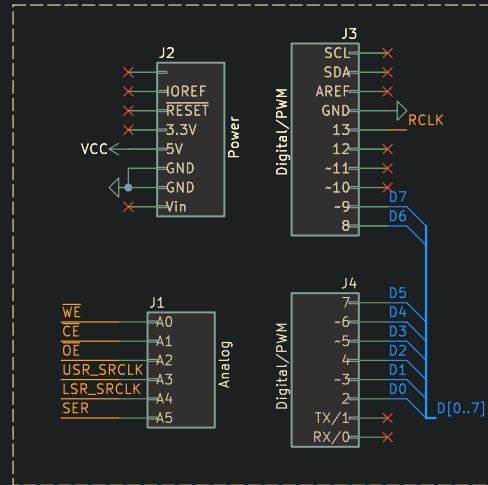 J2
IOREF
RESET
3.3V
VCC 5V
GND
GND
Vin
Power
J3
SCL
SDA
AREF
GND
13 RCLK
12
~11
~10
~9 D7
8 D6
Digital/PWM
J1
WE A0
CE A1
OE A2
USR_SRCLK A3
LSR_SRCLK A4
SER A5
Analog
J4
7 D5
~6 D4
~5 D3
4 D2
~3 D1
2 D0
TX/1 D[0..7]
RX/0
Digital/PWM